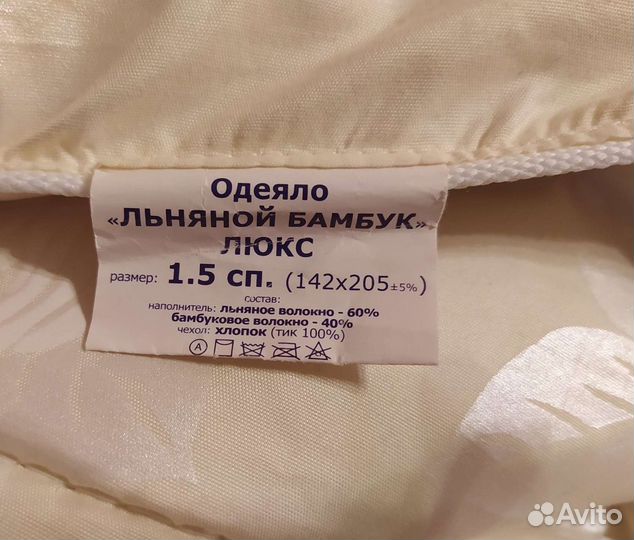 Одеяло
«ЛЬНЯНОЙ БАМБУК»
ЛЮКС
размер: 1.5 сп. (142х205±5%)
состав:
наполнитель: льняное волокно - 60%
бамбуковое волокно - 40%
чехол: хлопок (тик 100%)
A
Avito